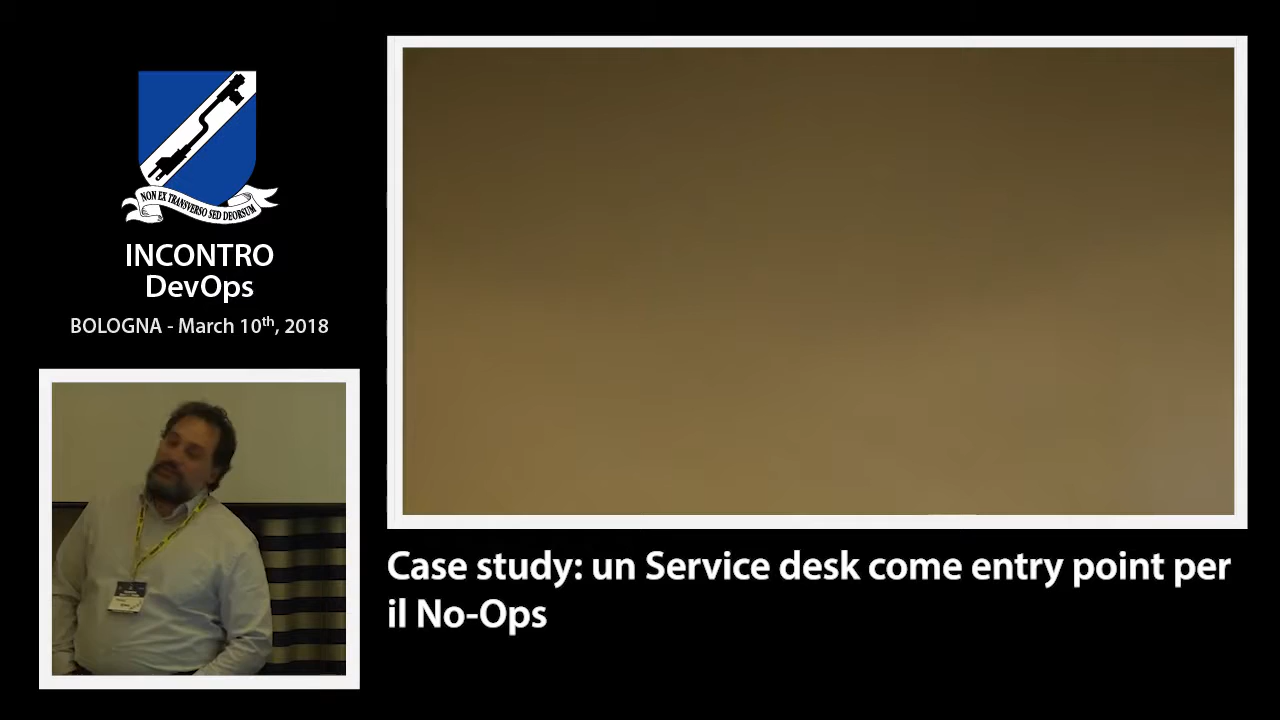 NON EX TRANSVERSO SED DEORSUM
INCONTRO
DevOps
BOLOGNA - March 10th, 2018
Case study: un Service desk come entry point per
il No-Ops